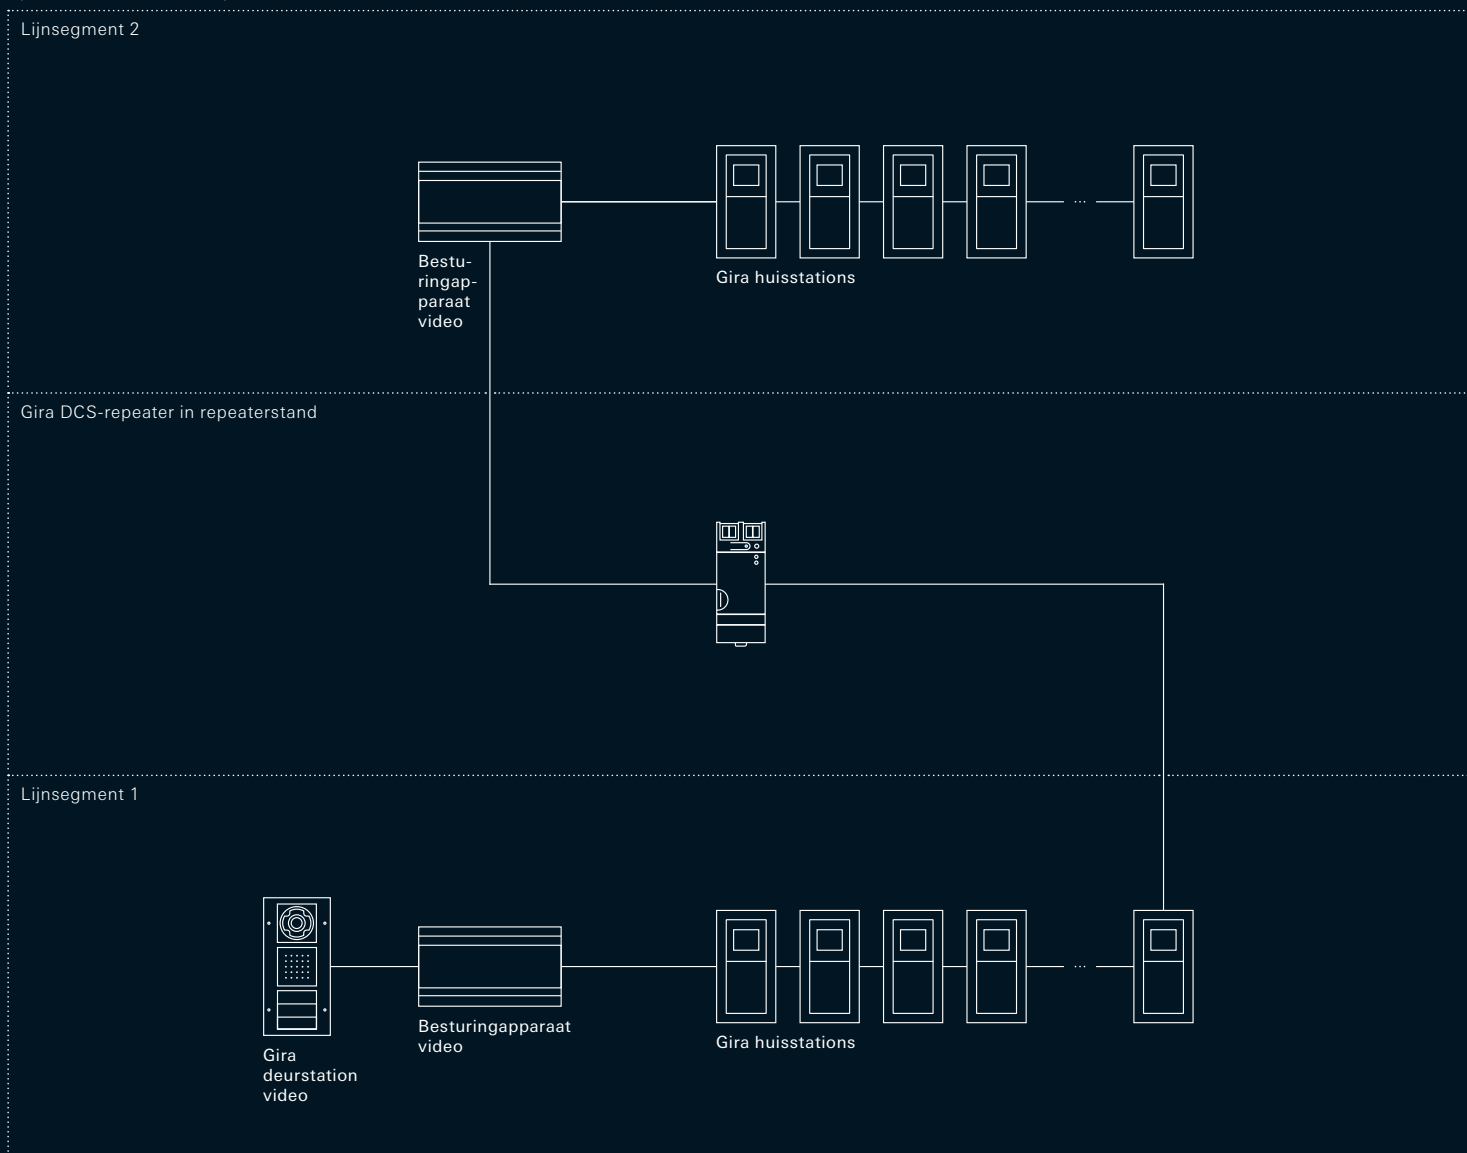 Lijnsegment 2
Bestu-
ringap-
paraat
video
Gira huisstations
...
Gira DCS-repeater in repeaterstand
Lijnsegment 1
...
Gira
deurstation
video
Besturingapparaat
video
Gira huisstations